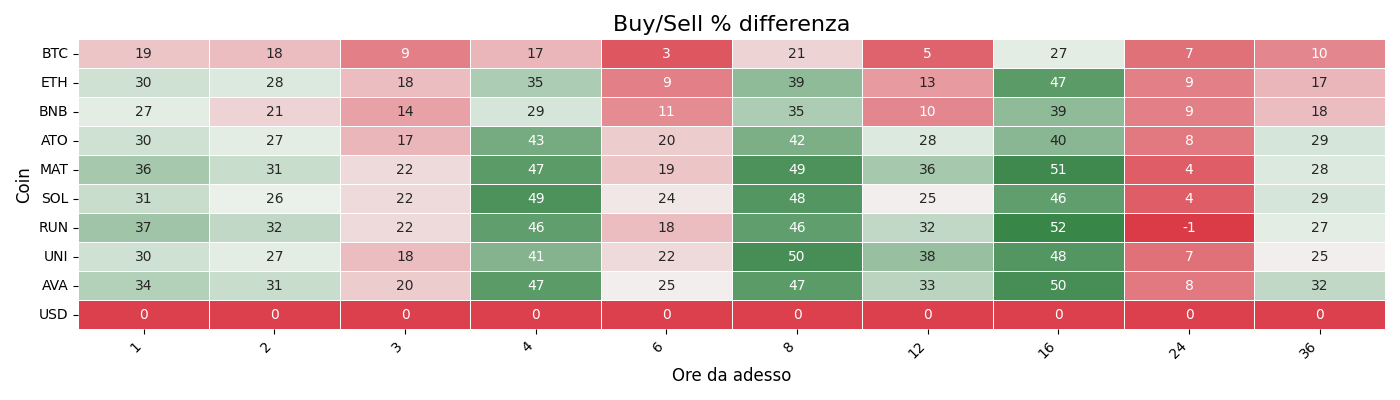 Buy/Sell % differenza
Coin
BTC 19 18 9 17 3 21 5 27 7 10
ETH 30 28 18 35 9 39 13 47 9 17
BNB 27 21 14 29 11 35 10 39 9 18
ATO 30 27 17 43 20 42 28 40 8 29
MAT 36 31 22 47 19 49 36 51 4 28
SOL 31 26 22 49 24 48 25 46 4 29
RUN 37 32 22 46 18 46 32 52 -1 27
UNI 30 27 18 41 22 50 38 48 7 25
AVA 34 31 20 47 25 47 33 50 8 32
USD 0 0 0 0 0 0 0 0 0 0
1 2 3 4 6 8 12 16 24 36
Ore da adesso